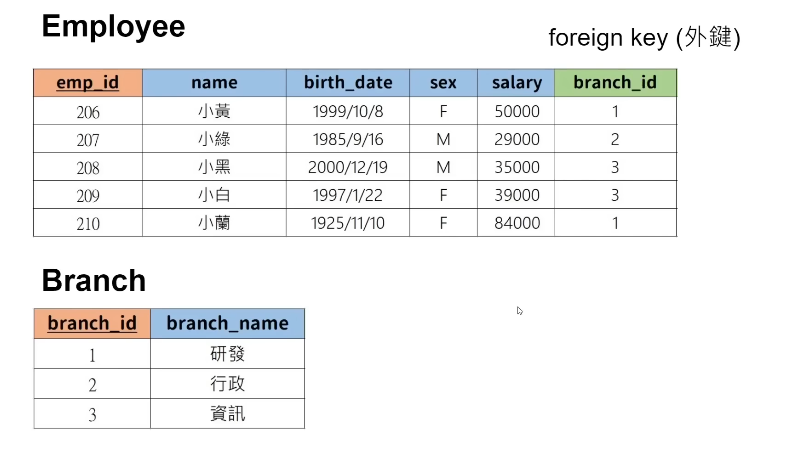 Employee
foreign key (外鍵)
emp_id name birth_date sex salary branch_id
206 小黃 1999/10/8 F 50000 1
207 小綠 1985/9/16 M 29000 2
208 小黑 2000/12/19 M 35000 3
209 小白 1997/1/22 F 39000 3
210 小蘭 1925/11/10 F 84000 1
Branch
branch_id branch_name
1 研發
2 行政
3 資訊